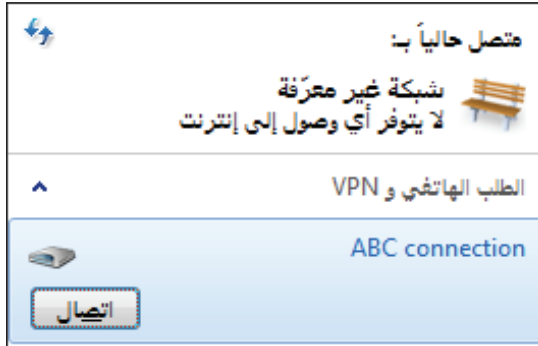 متصل حالياً بـ:
شبكة غير معرّفة
لا يتوفر أي وصول إلى إنترنت
الطلب الهاتفي و VPN
ABC connection
اتصال